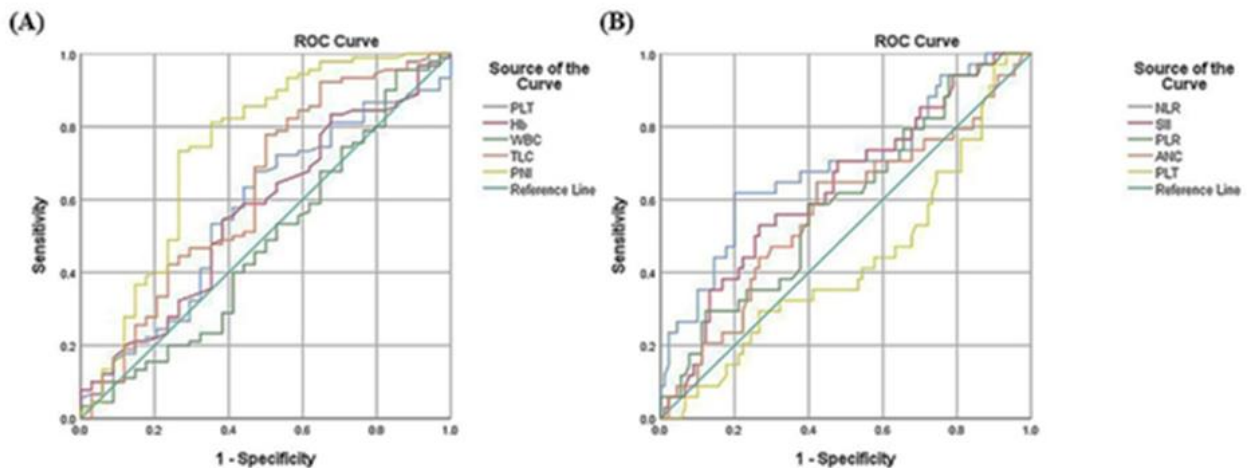 (A)
ROC Curve
1.0
0.8
0.6
0.4
0.2
0.0
Sensitivity
0.0 0.2 0.4 0.6 0.8 1.0
1 - Specificity
Source of the
Curve
PLT
Hb
WBC
TLC
PNI
Reference Line
(B)
ROC Curve
1.0
0.8
0.6
0.4
0.2
0.0
Sensitivity
0.0 0.2 0.4 0.6 0.8 1.0
1 - Specificity
Source of the
Curve
NLR
SII
PLR
ANC
PLT
Reference Line